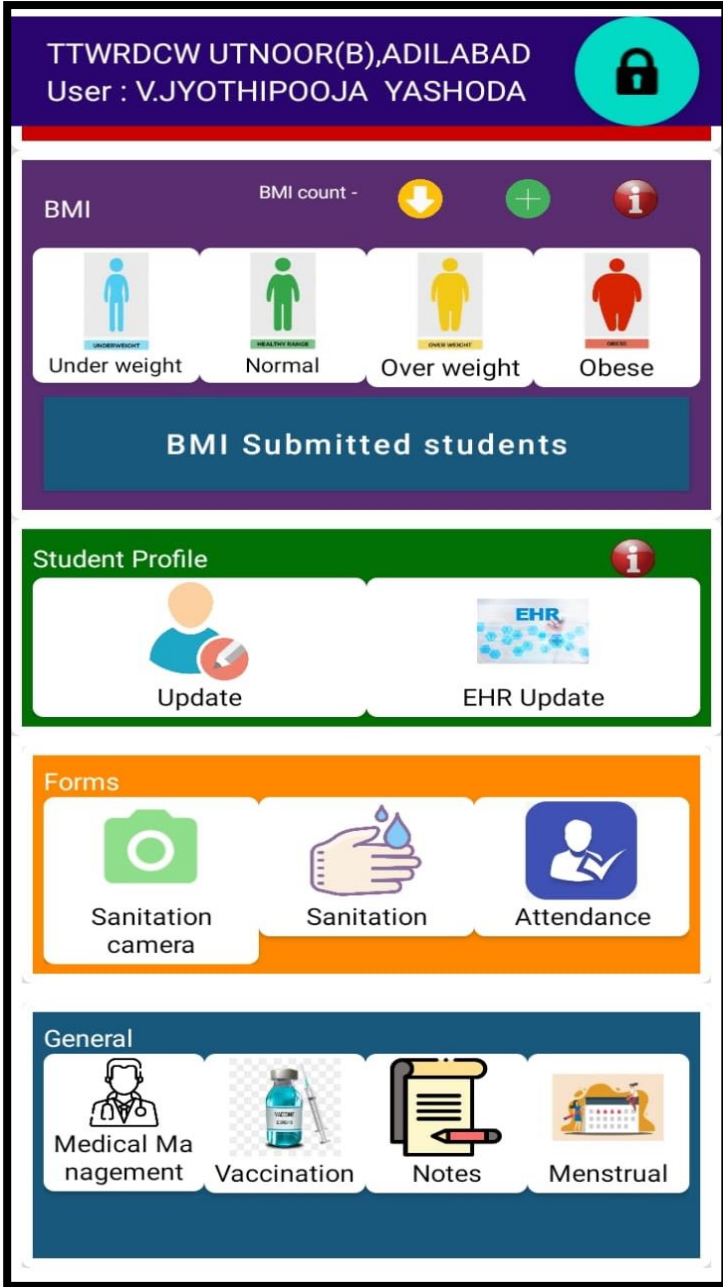 TTWRDCW UTNOOR(B),ADILABAD
User : V.JYOTHIPOOJA YASHODA
BMI
BMI count -
UNDERWEIGHT
HEALTHY RANGE
OVER WEIGHT
OBESE
Under weight
Normal
Over weight
Obese
BMI Submitted students
Student Profile
EHR
Update
EHR Update
Forms
Sanitation
camera
Sanitation
Attendance
General
VACCINE
Medical Ma
nagement
Vaccination
Notes
Menstrual